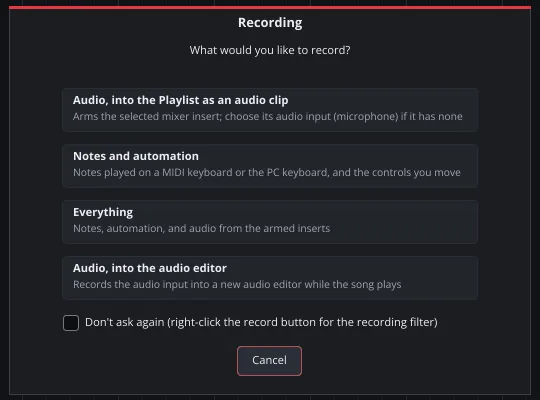 Recording
What would you like to record?
Audio, into the Playlist as an audio clip
Arms the selected mixer insert; choose its audio input (microphone) if it has none
Notes and automation
Notes played on a MIDI keyboard or the PC keyboard, and the controls you move
Everything
Notes, automation, and audio from the armed inserts
Audio, into the audio editor
Records the audio input into a new audio editor while the song plays
Don't ask again (right-click the record button for the recording filter)
Cancel